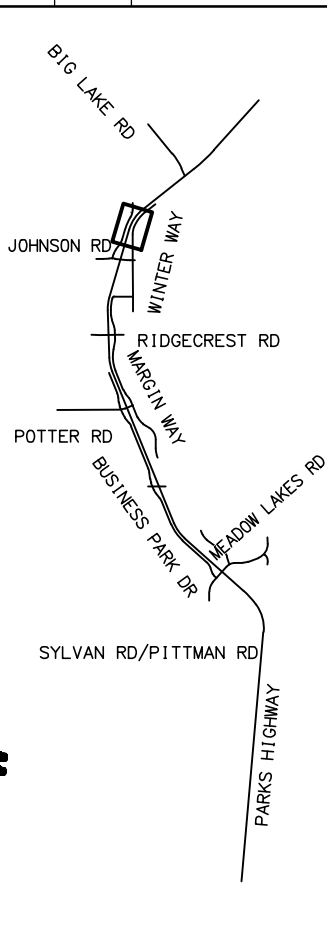 BIG LAKE RD
JOHNSON RD
WINTER WAY
RIDGECREST RD
MARGIN WAY
POTTER RD
BUSINESS PARK DR
MEADOW LAKES RD
SYLVAN RD/PITTMAN RD
PARKS HIGHWAY